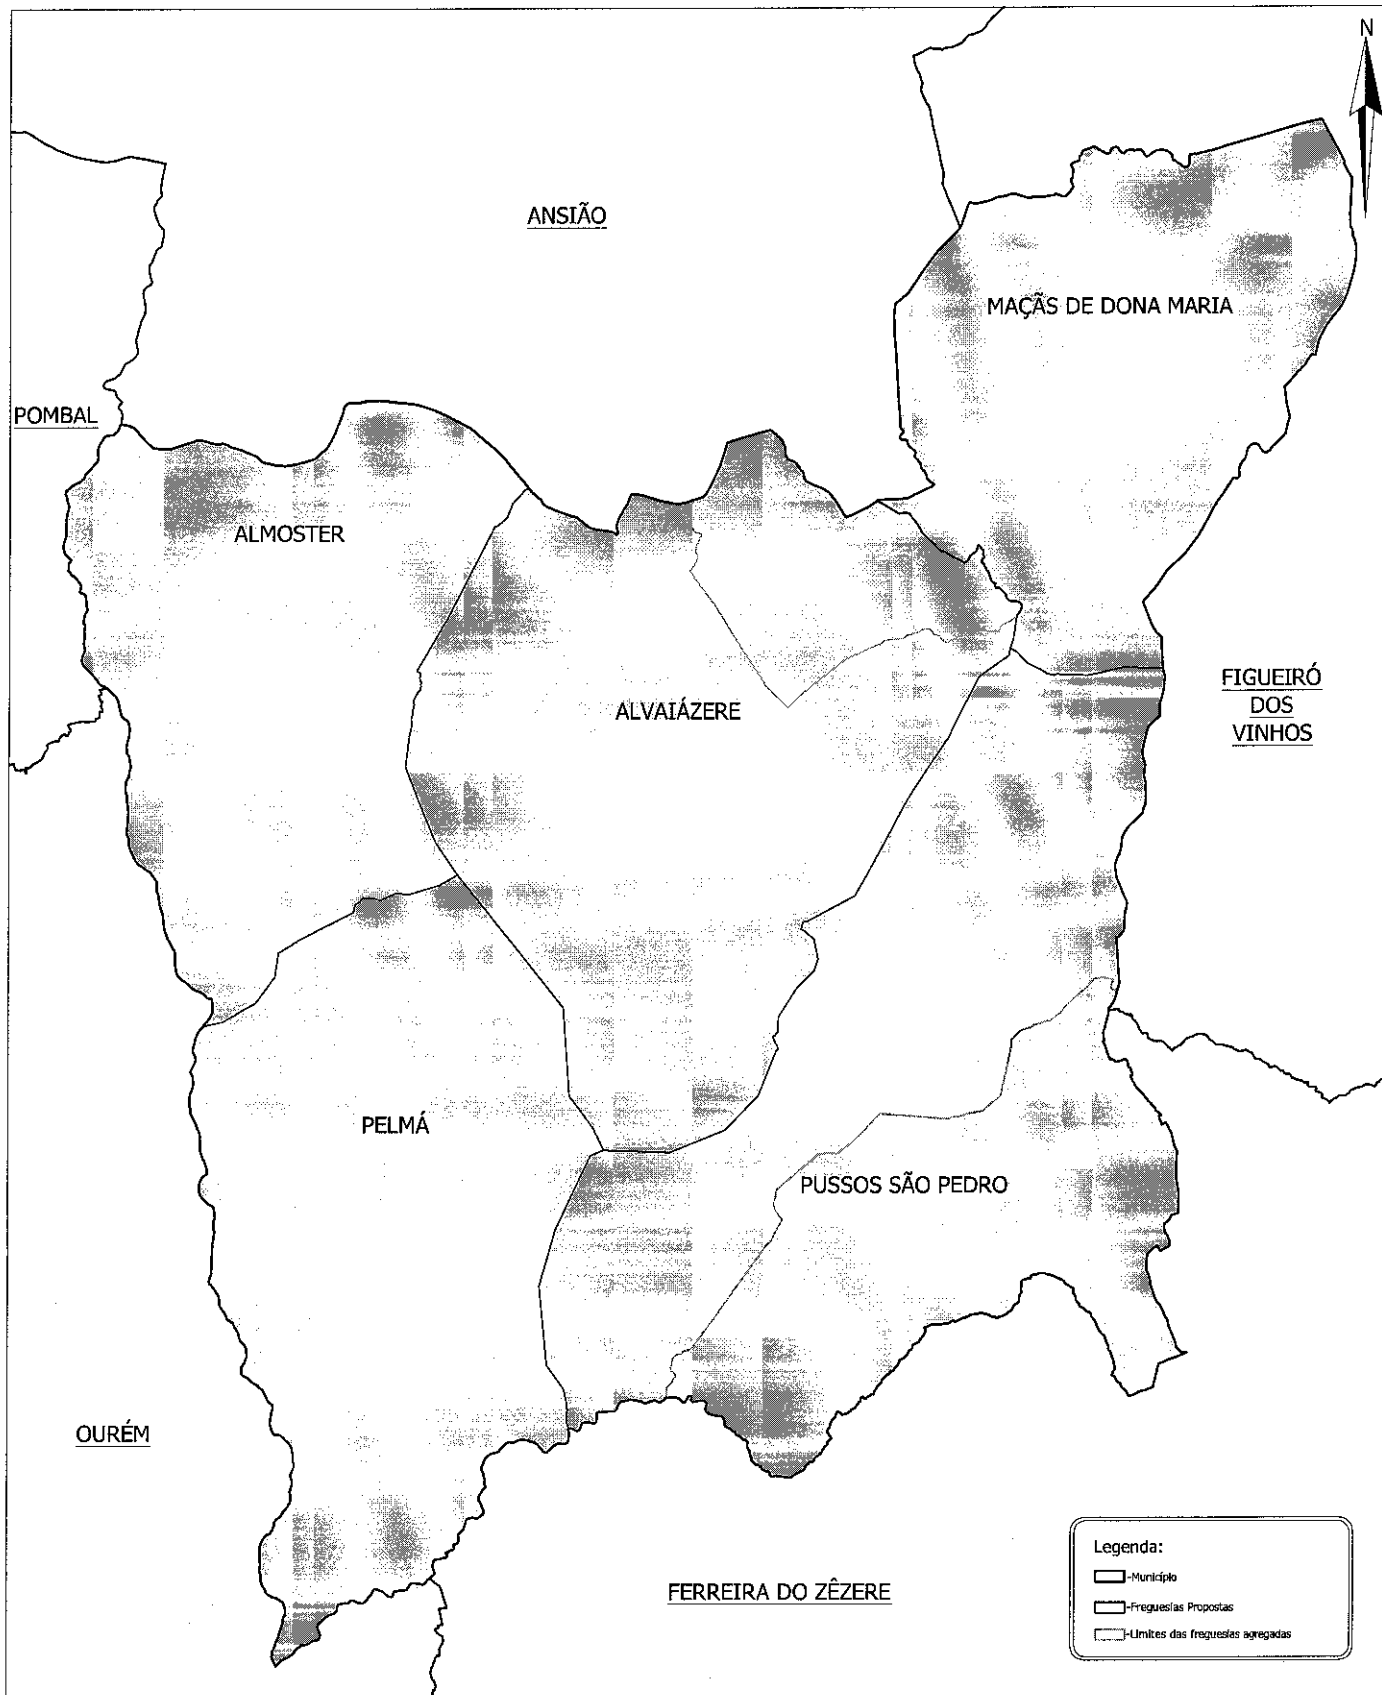 N
ANSIÃO
MAÇÃS DE DONA MARIA
POMBAL
ALMOSTER
FIGUEIRÓ
DOS
VINHOS
ALVAIÁZERE
PELMÁ
PUSSOS SÃO PEDRO
OURÉM
FERREIRA DO ZÊZERE
Legenda:
-Município
-Freguesias Propostas
-Limites das freguesias agregadas